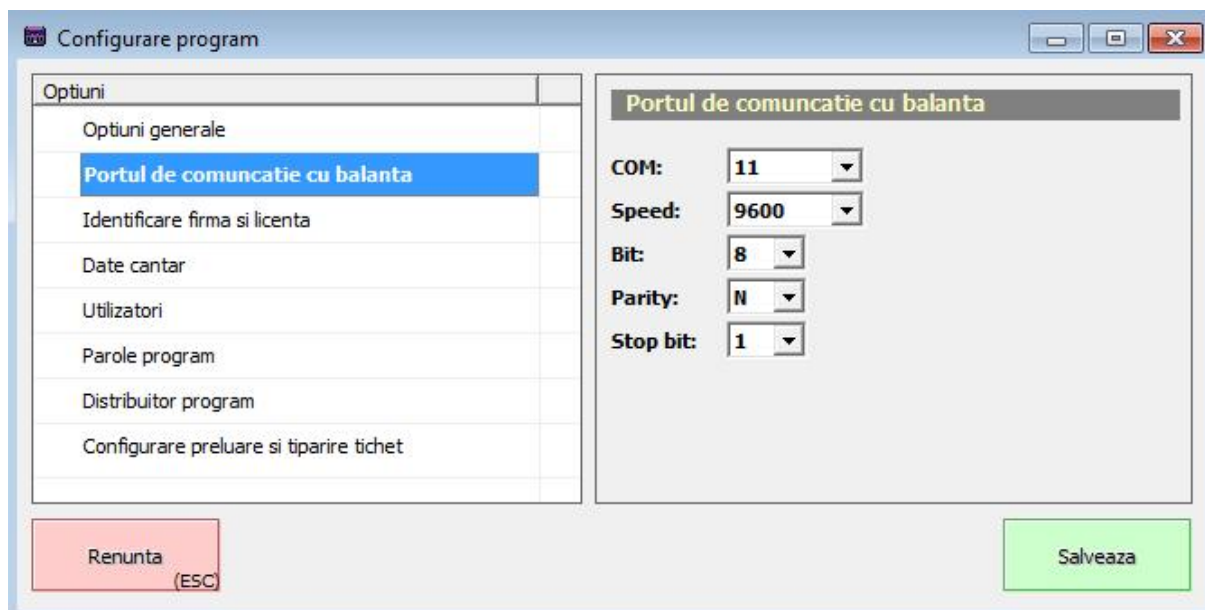 Configurare program
Optiuni
Optiuni generale
Portul de comuncatie cu balanta
Identificare firma si licenta
Date cantar
Utilizatori
Parole program
Distribuitor program
Configurare preluare si tiparire tichet
Portul de comuncatie cu balanta
COM: 11
Speed: 9600
Bit: 8
Parity: N
Stop bit: 1
Renunta
(ESC)
Salveaza